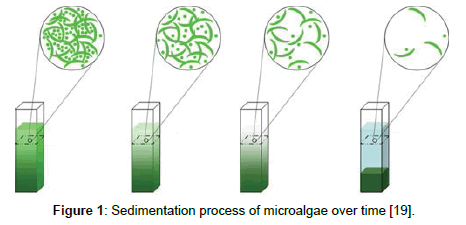 Figure 1: Sedimentation process of microalgae over time [19].